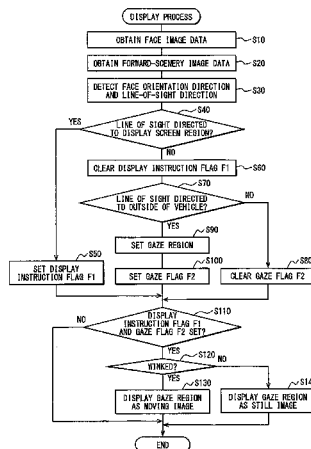 DISPLAY PROCESS
OBTAIN FACE IMAGE DATA
S10
OBTAIN FORWARD-SCENERY IMAGE DATA
S20
DETECT FACE ORIENTATION DIRECTION
AND LINE-OF-SIGHT DIRECTION
S30
S40
LINE OF SIGHT DIRECTED
TO DISPLAY SCREEN REGION?
YES
NO
CLEAR DISPLAY INSTRUCTION FLAG F1
S60
S70
LINE OF SIGHT DIRECTED TO
OUTSIDE OF VEHICLE?
NO
YES
S90
SET GAZE REGION
S50
S100
S80
SET DISPLAY
INSTRUCTION FLAG F1
SET GAZE FLAG F2
CLEAR GAZE FLAG F2
S110
DISPLAY
INSTRUCTION FLAG F1
AND GAZE FLAG F2 SET?
NO
YES
S120
WINKED?
NO
YES
S130
S14
DISPLAY GAZE REGION
AS MOVING IMAGE
DISPLAY GAZE REGION
AS STILL IMAGE
END